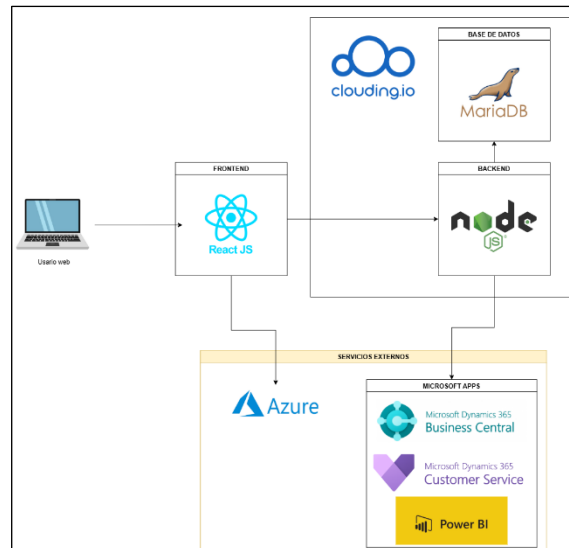 BASE DE DATOS
clouding.io
MariaDB
FRONTEND
BACKEND
React JS
node
JS
Usario web
SERVICIOS EXTERNOS
MICROSOFT APPS
Azure
Microsoft Dynamics 365
Business Central
Microsoft Dynamics 365
Customer Service
Power BI